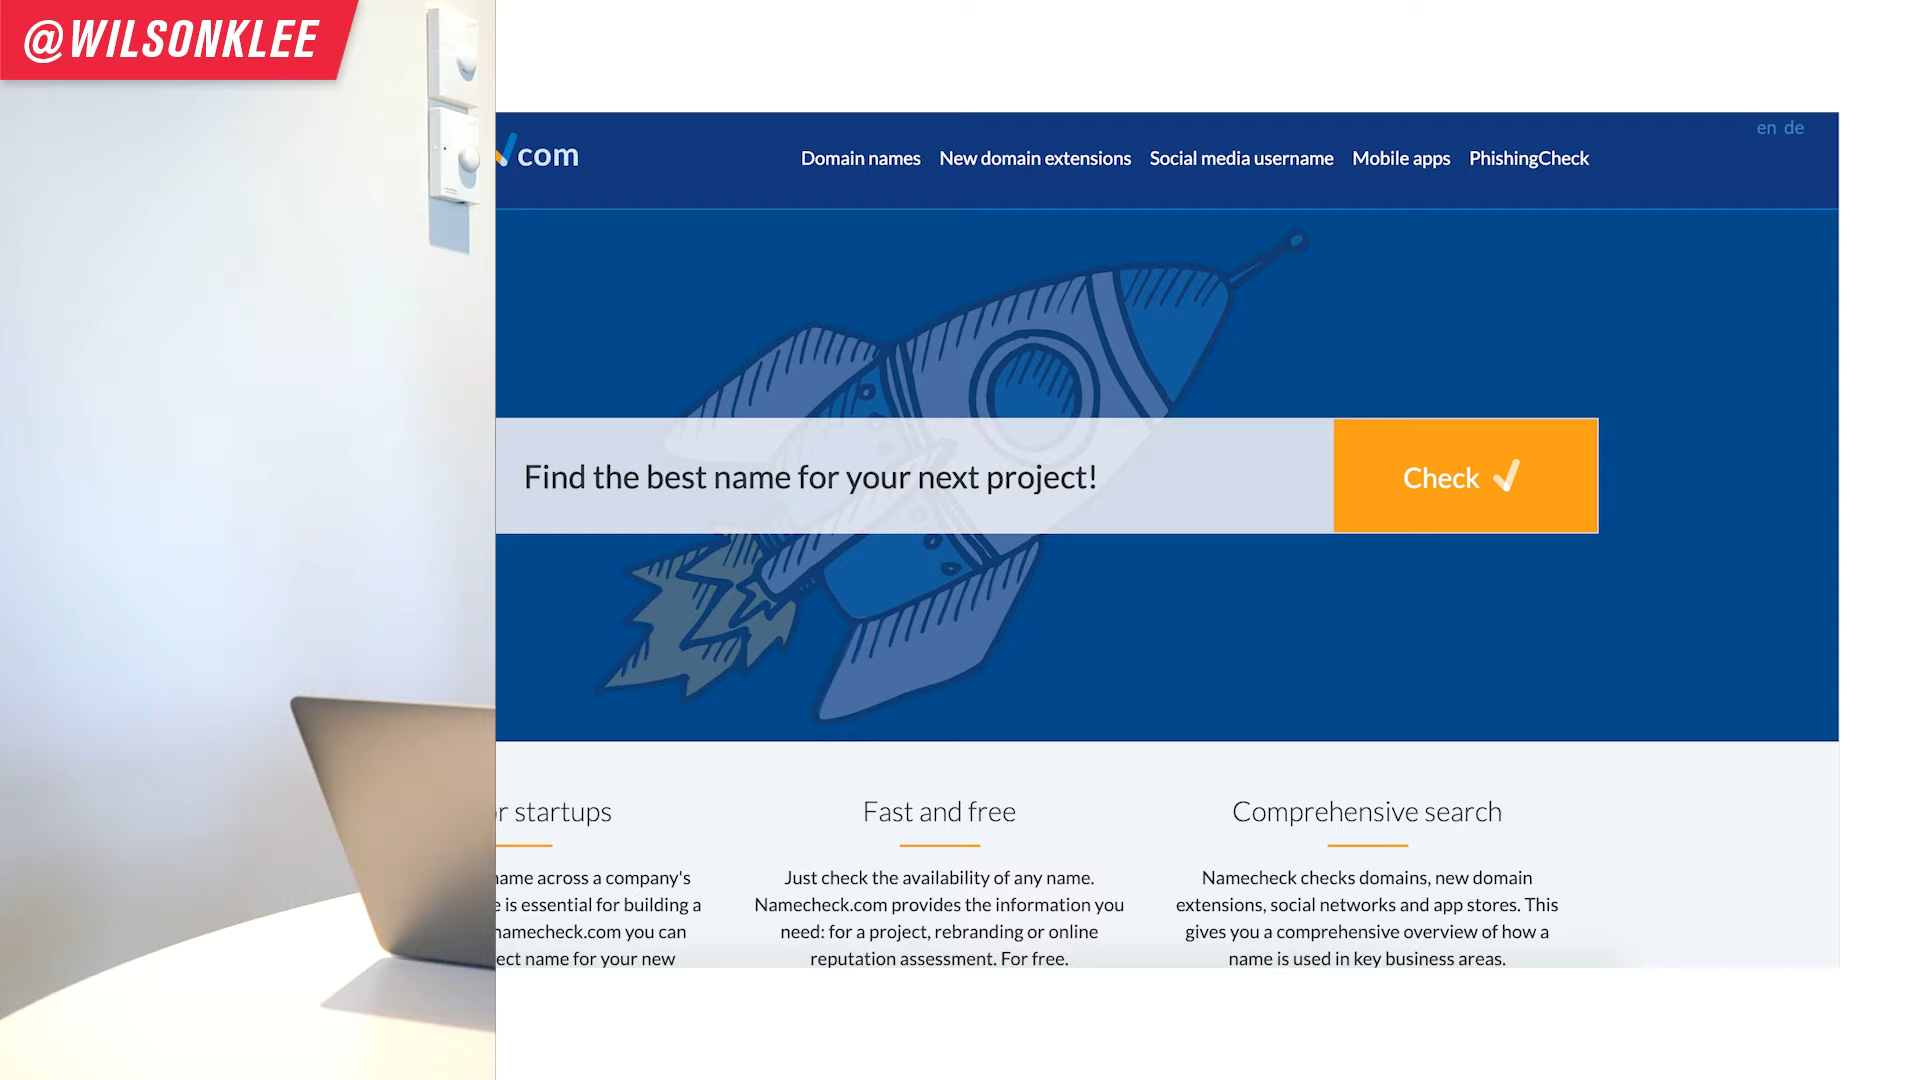 @WILSONKLEE
en de
com
Domain names New domain extensions Social media username Mobile apps PhishingCheck
Find the best name for your next project!
Check
startups
Fast and free
Comprehensive search
across a company's
is essential for building a
namecheck.com you can
name for your new
Just check the availability of any name.
Namecheck.com provides the information you
need: for a project, rebranding or online
reputation assessment. For free.
Namecheck checks domains, new domain
extensions, social networks and app stores. This
gives you a comprehensive overview of how a
name is used in key business areas.